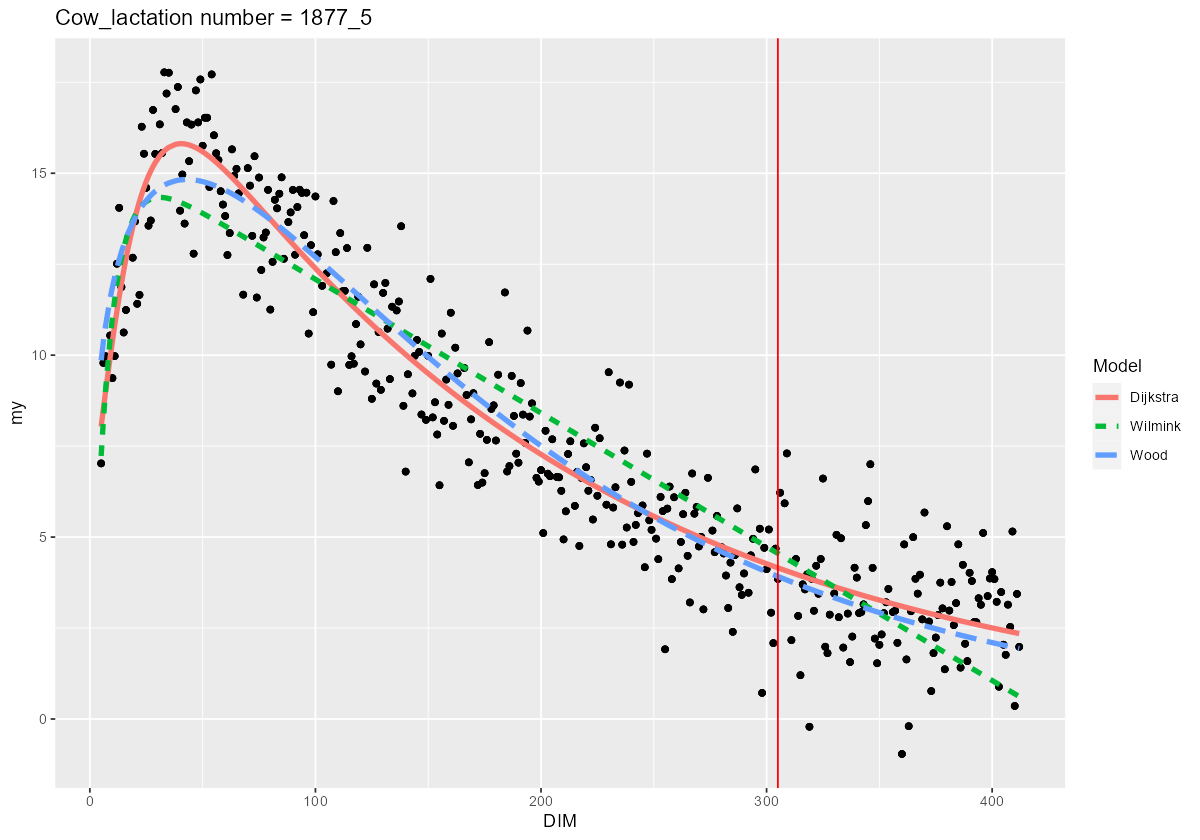 Cow_lactation number = 1877_5
15
10
5
0
my
0 100 200 300 400
DIM
Model
Dijkstra
Wilmink
Wood